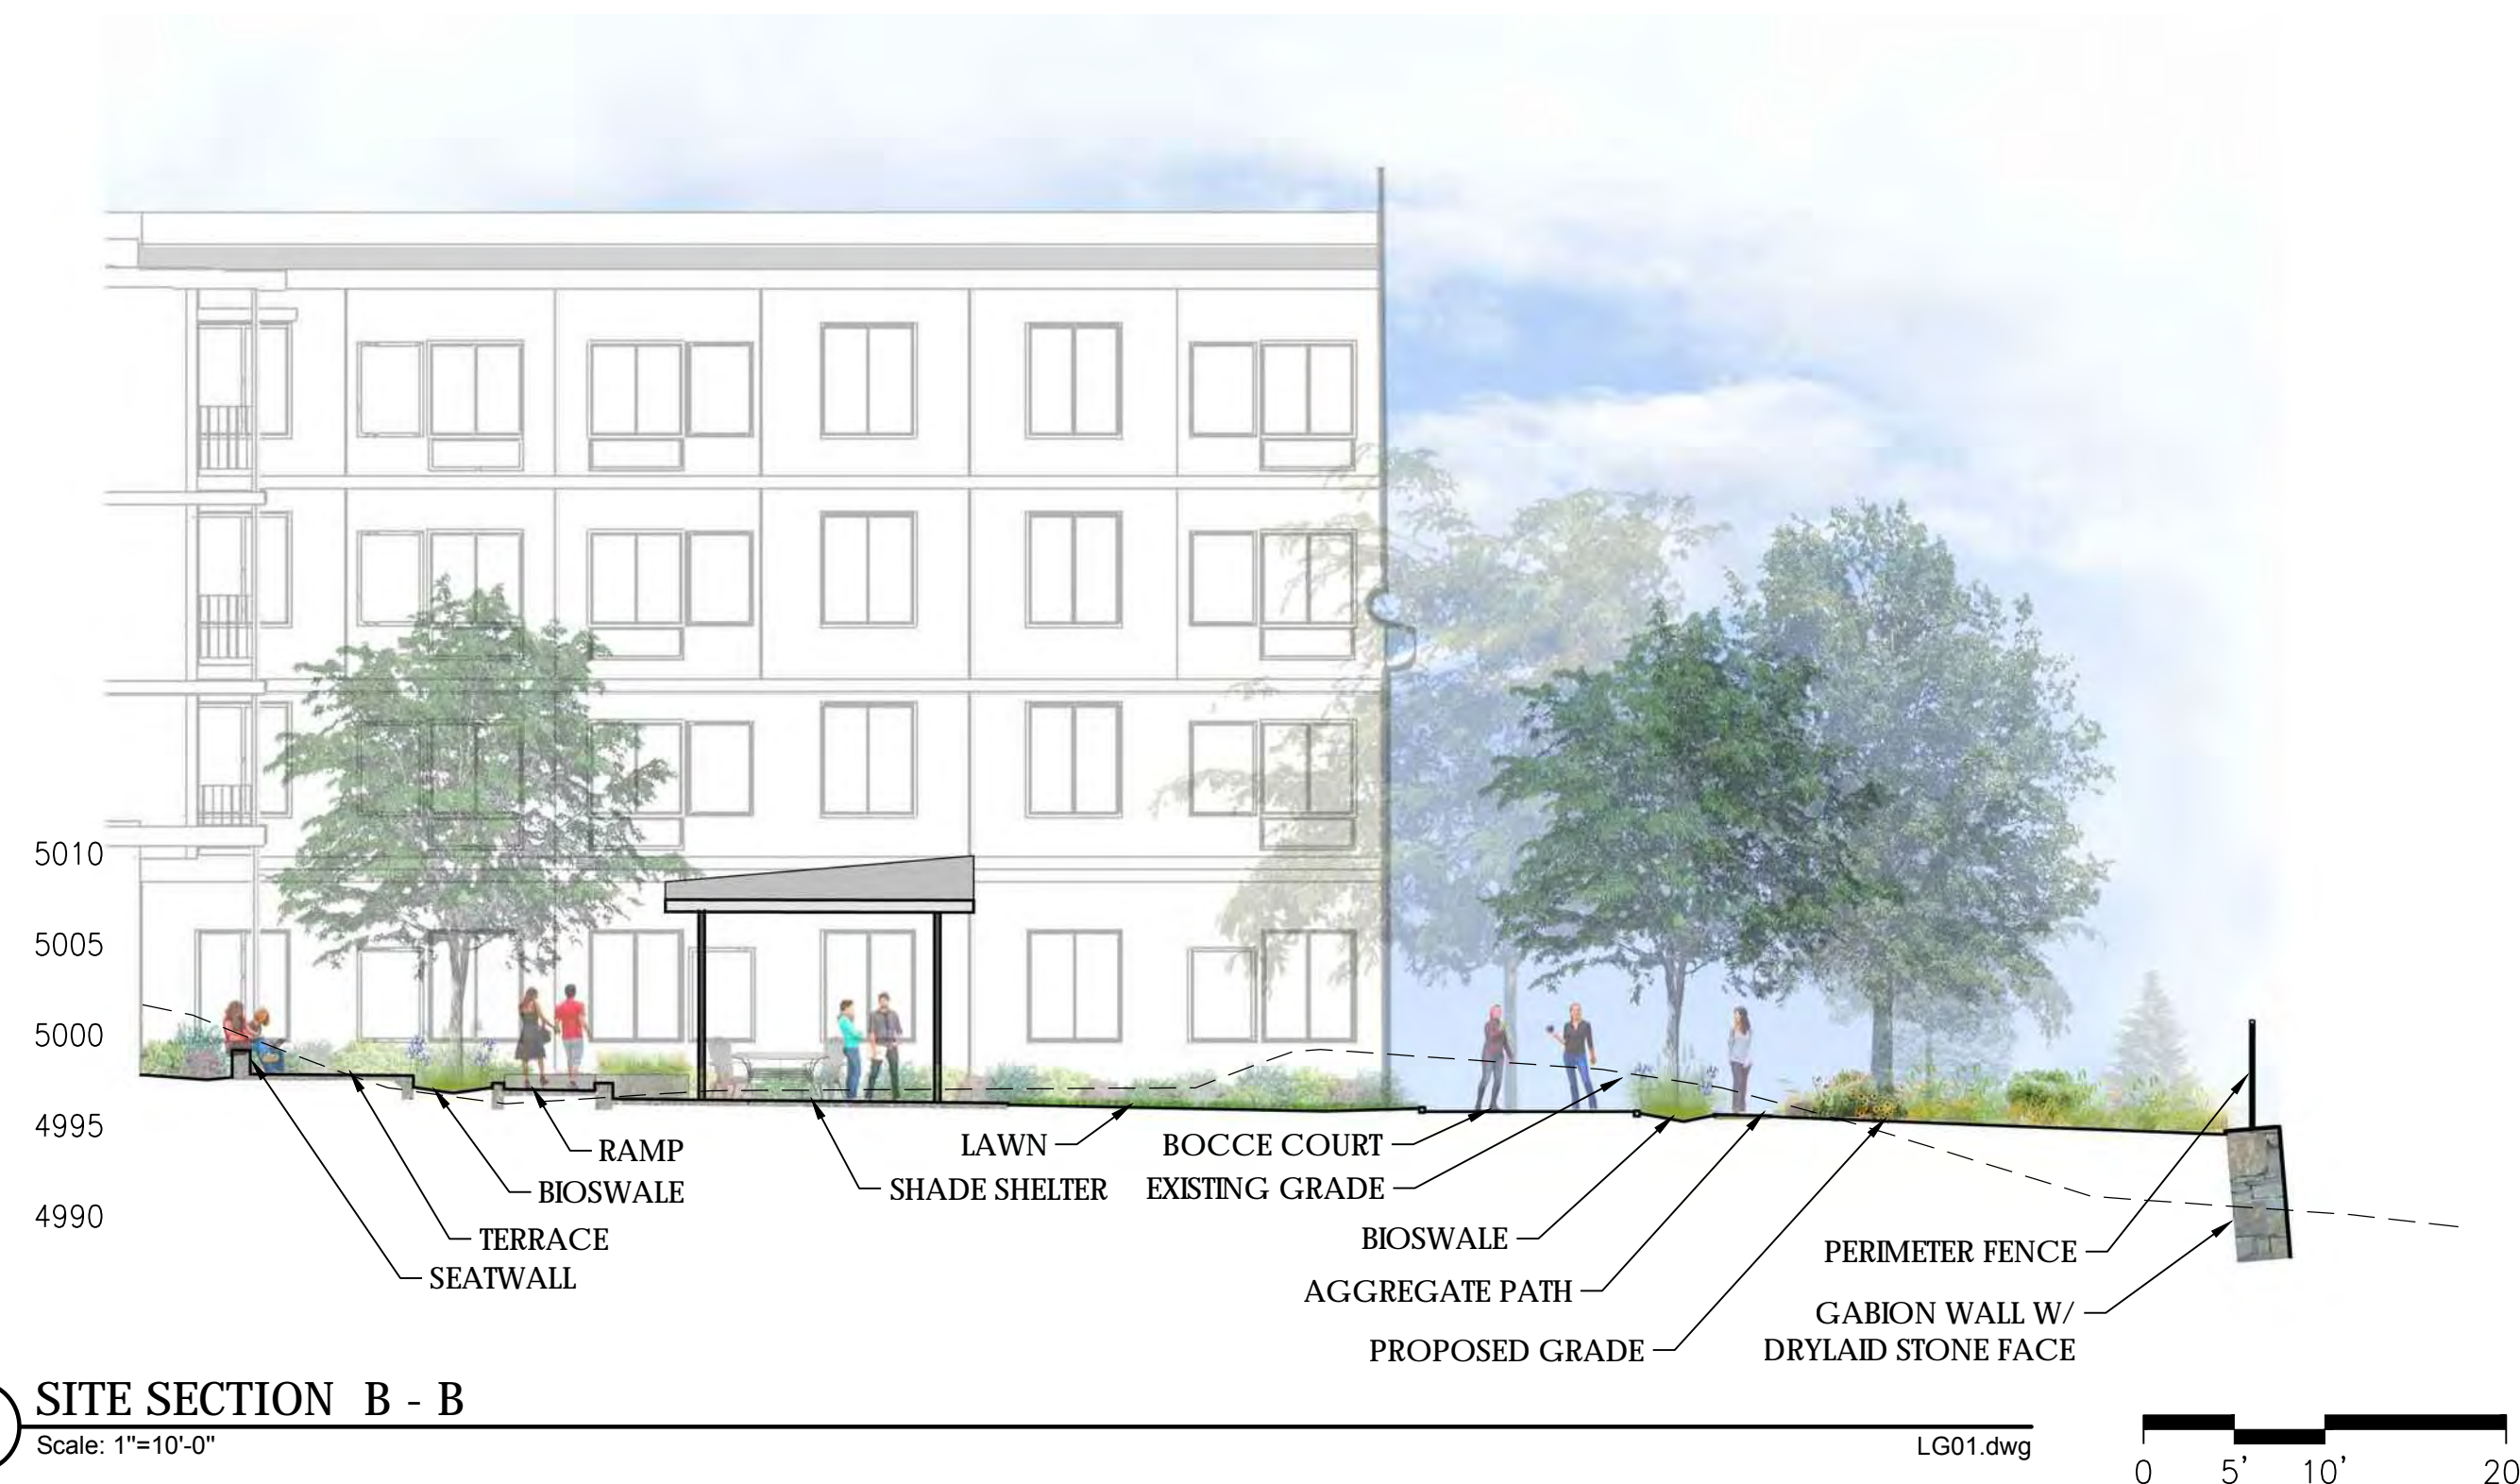 5010
5005
5000
4995
4990
RAMP
BIOSWALE
TERRACE
SEATWALL
LAWN
SHADE SHELTER
BOCCE COURT
EXISTING GRADE
BIOSWALE
AGGREGATE PATH
PROPOSED GRADE
PERIMETER FENCE
GABION WALL W/
DRYLAID STONE FACE
SITE SECTION B - B
Scale: 1"=10'-0"
LG01.dwg
0 5' 10' 20